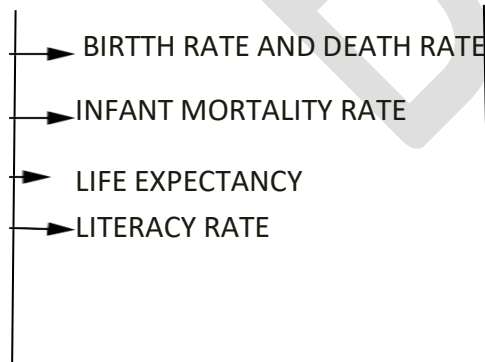 BIRTTH RATE AND DEATH RATE
INFANT MORTALITY RATE
LIFE EXPECTANCY
LITERACY RATE